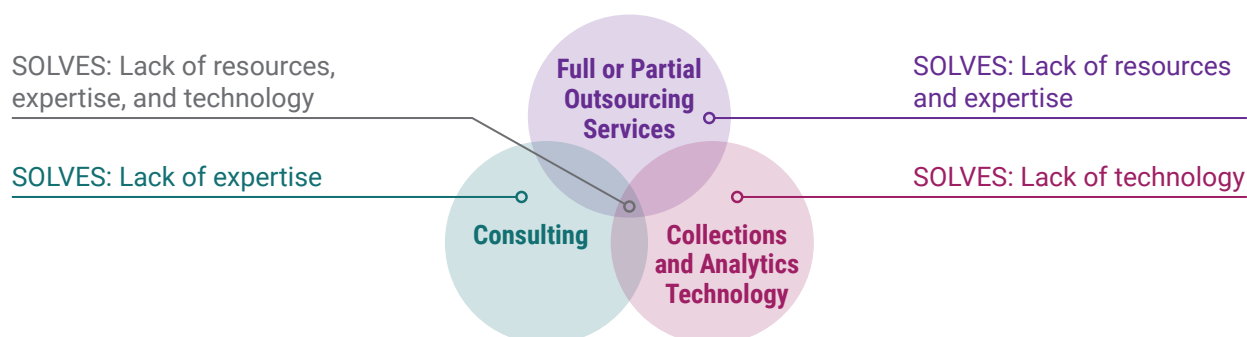 SOLVES: Lack of resources,
expertise, and technology
Full or Partial
Outsourcing
Services
SOLVES: Lack of resources
and expertise
SOLVES: Lack of expertise
SOLVES: Lack of technology
Consulting
Collections
and Analytics
Technology